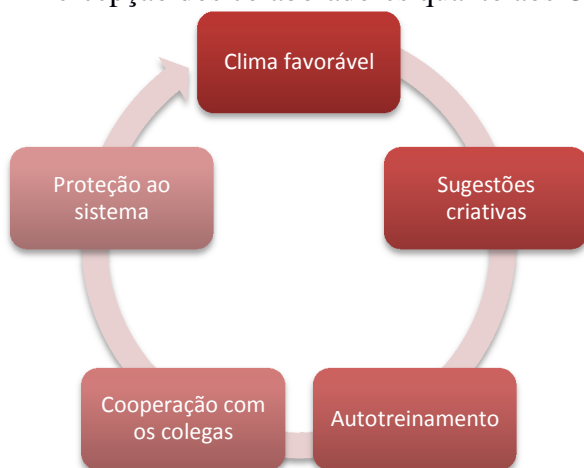 Clima favorável
Sugestões
criativas
Autotreinamento
Cooperação com
os colegas
Proteção ao
sistema